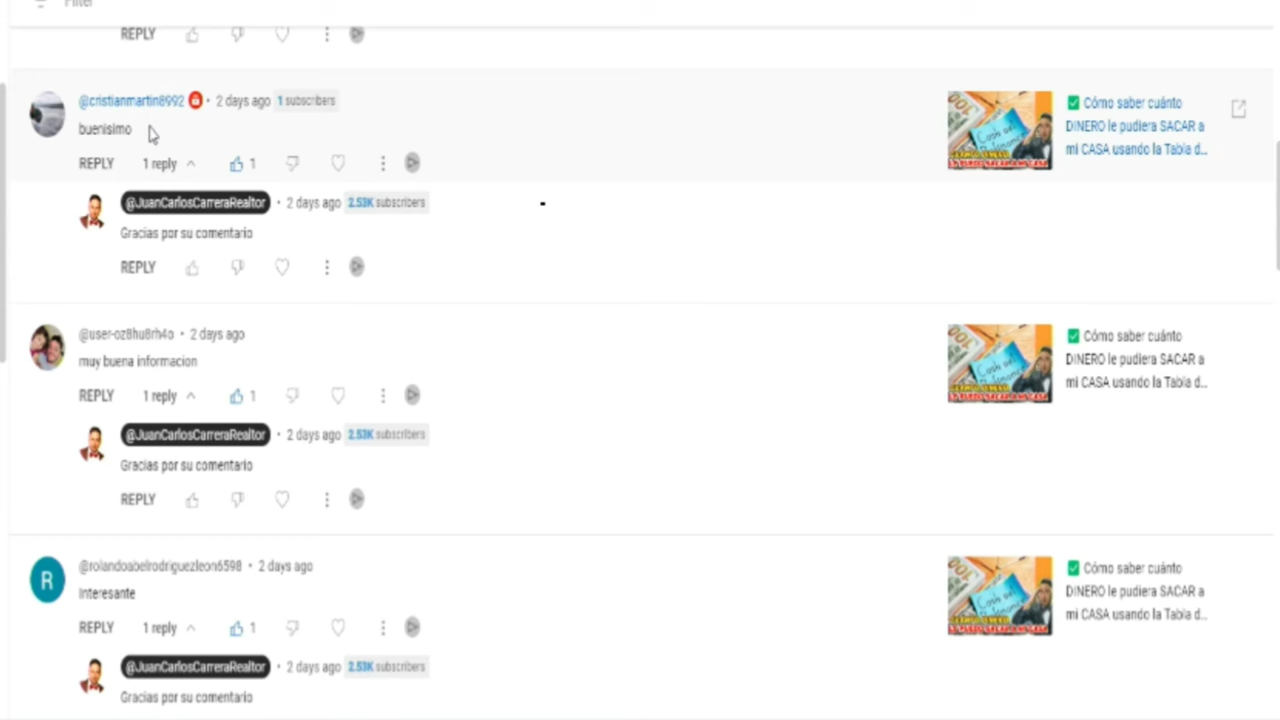 Filter
REPLY
@cristianmartin8992 • 2 days ago 1 subscribers
buenisimo
REPLY 1 reply 1
✅ Cómo saber cuánto
DINERO le pudiera SACAR a
mi CASA usando la Tabla d...
@JuanCarlosCarreraRealtor • 2 days ago 2.53K subscribers
Gracias por su comentario
REPLY
@user-oz8hu8rh4o • 2 days ago
muy buena informacion
REPLY 1 reply 1
✅ Cómo saber cuánto
DINERO le pudiera SACAR a
mi CASA usando la Tabla d...
@JuanCarlosCarreraRealtor • 2 days ago 2.53K subscribers
Gracias por su comentario
REPLY
R
@rolandoabelrodriguezleon6598 • 2 days ago
Interesante
REPLY 1 reply 1
✅ Cómo saber cuánto
DINERO le pudiera SACAR a
mi CASA usando la Tabla d...
@JuanCarlosCarreraRealtor • 2 days ago 2.53K subscribers
Gracias por su comentario